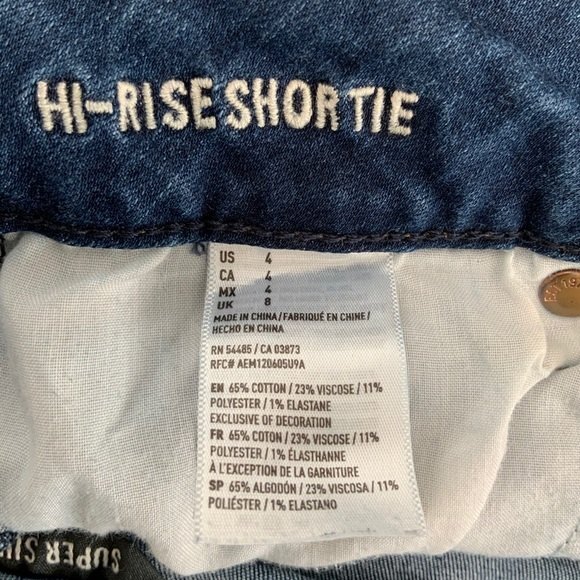 HI-RISE SHORTIE
US 4
CA 4
MX 4
UK 8
MADE IN CHINA / FABRIQUÉ EN CHINE /
HECHO EN CHINA
RN 54485 / CA 03873
RFC# AEM120605U9A
EN 65% COTTON / 23% VISCOSE / 11%
POLYESTER / 1% ELASTANE
EXCLUSIVE OF DECORATION
FR 65% COTON / 23% VISCOSE / 11%
POLYESTER / 1% ÉLASTHANNE
À L'EXCEPTION DE LA GARNITURE
SP 65% ALGODÓN / 23% VISCOSA / 11%
POLIÉSTER / 1% ELASTANO
SUPER